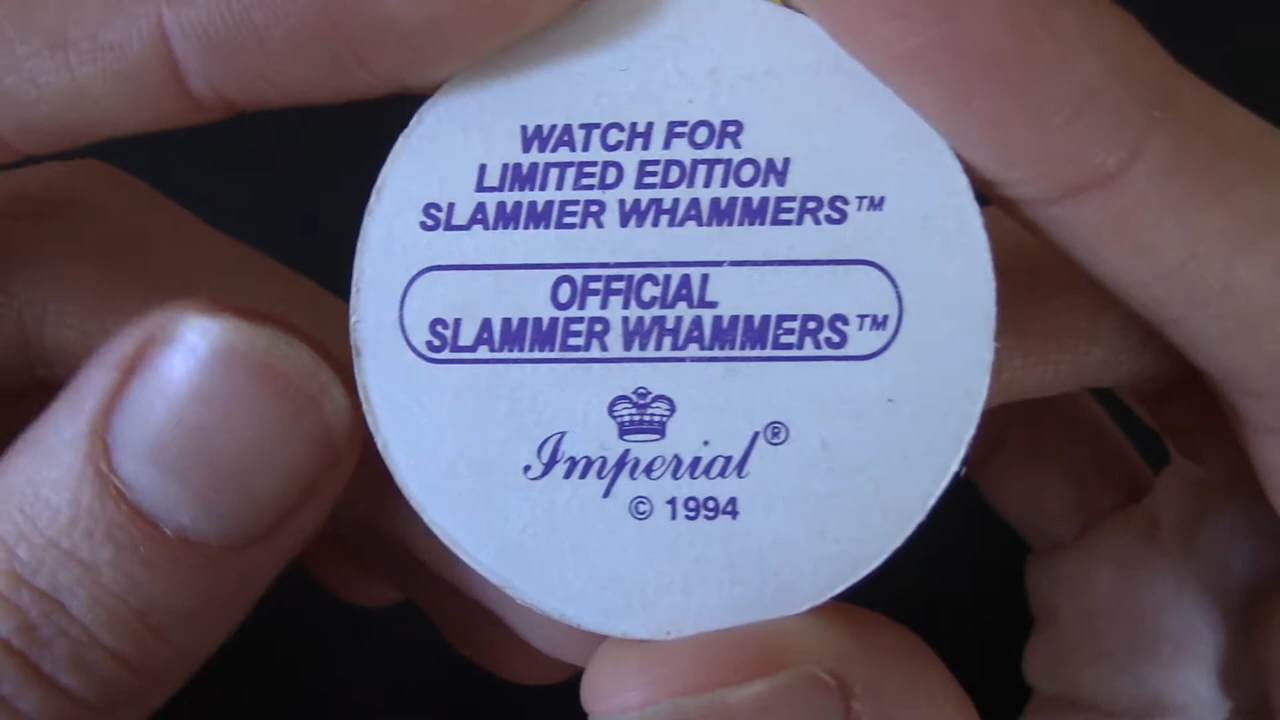 WATCH FOR
LIMITED EDITION
SLAMMER WHAMMERS™
OFFICIAL
SLAMMER WHAMMERS™
Imperial®
© 1994